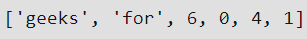 ['geeks', 'for', 6, 0, 4, 1]